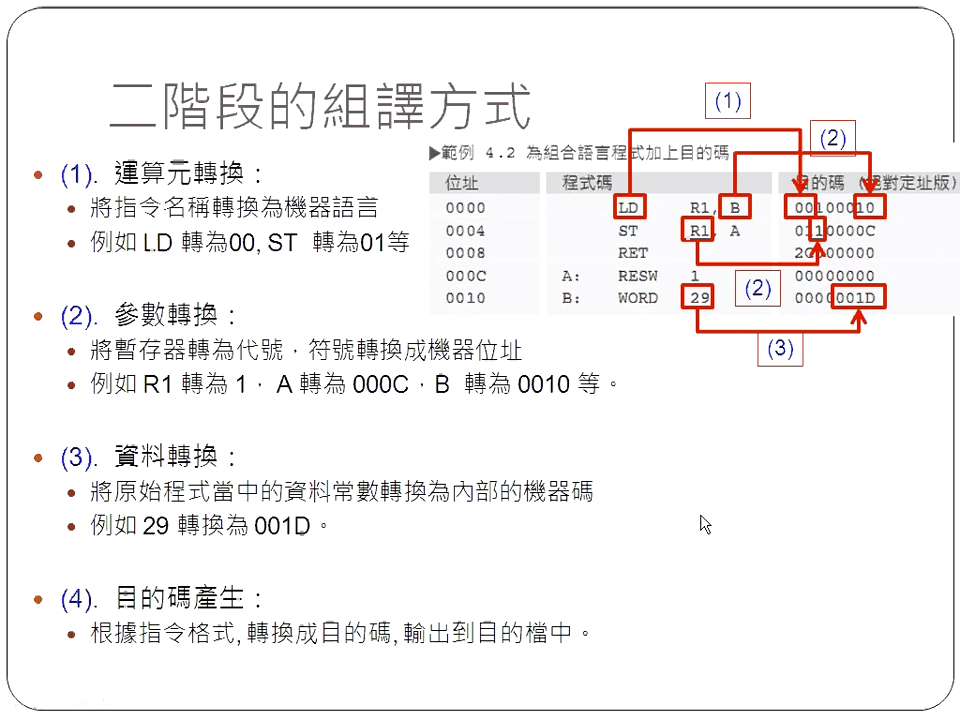 二階段的組譯方式
(1). 運算元轉換：
將指令名稱轉換為機器語言
例如 LD 轉為00, ST 轉為01等
(2). 參數轉換：
將暫存器轉為代號，符號轉換成機器位址
例如 R1 轉為 1， A 轉為 000C，B 轉為 0010 等。
(3). 資料轉換：
將原始程式當中的資料常數轉換為內部的機器碼
例如 29 轉換為 001D。
(4). 目的碼產生：
根據指令格式, 轉換成目的碼, 輸出到目的檔中。
(1)
(2)
▶範例 4.2 為組合語言程式加上目的碼
位址 程式碼 目的碼 (絕對定址版)
0000 LD R1, B 00100010
0004 ST R1, A 0110000C
0008 RET 2C000000
000C A: RESW 1 00000000
0010 B: WORD 29 0000001D
(2)
(3)